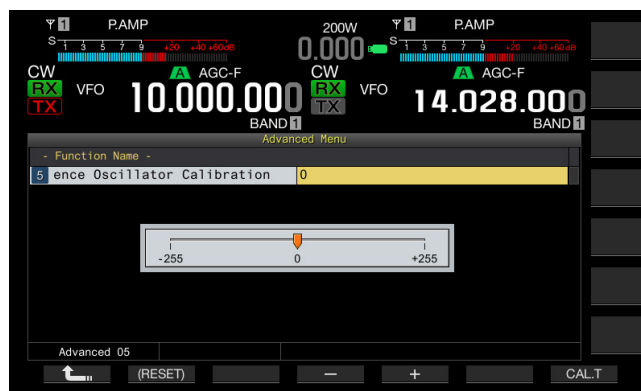 1 P.AMP 200W 1 P.AMP
S 1 3 5 7 9 +20 +40 +60dB 0.000 S 1 3 5 7 9 +20 +40 +60dB
CW A AGC-F CW A AGC-F
RX VFO 10.000.000 RX VFO 14.028.000
TX TX
BAND 1 BAND 1
Advanced Menu
- Function Name -
5 ence Oscillator Calibration 0
-255 0 +255
Advanced 05
(RESET) − + CAL.T